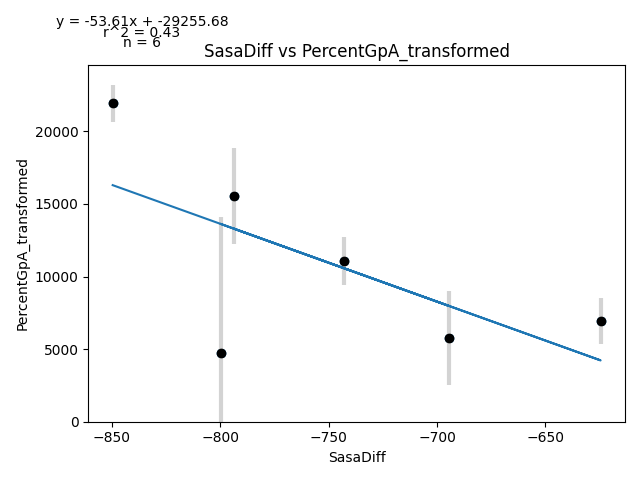 y = -53.61x + -29255.68
r^2 = 0.43
n = 6
SasaDiff vs PercentGpA_transformed
PercentGpA_transformed
20000
15000
10000
5000
0
−850
−800
−750
−700
−650
SasaDiff